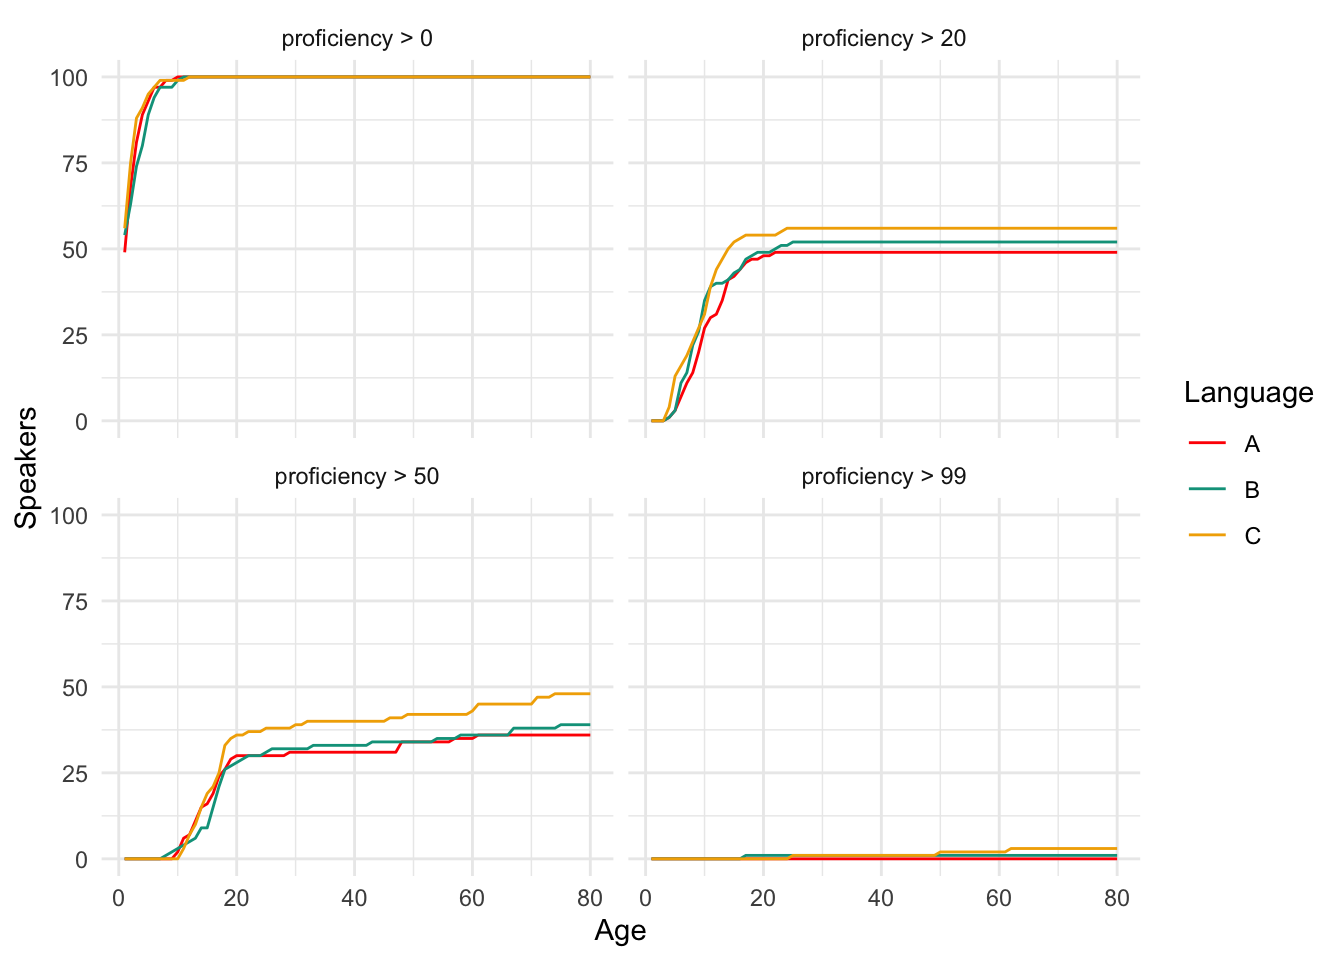 proficiency > 0
proficiency > 20
100
75
50
25
0
proficiency > 50
proficiency > 99
100
75
50
25
0
0 20 40 60 80
0 20 40 60 80
Age
Speakers
Language
A
B
C